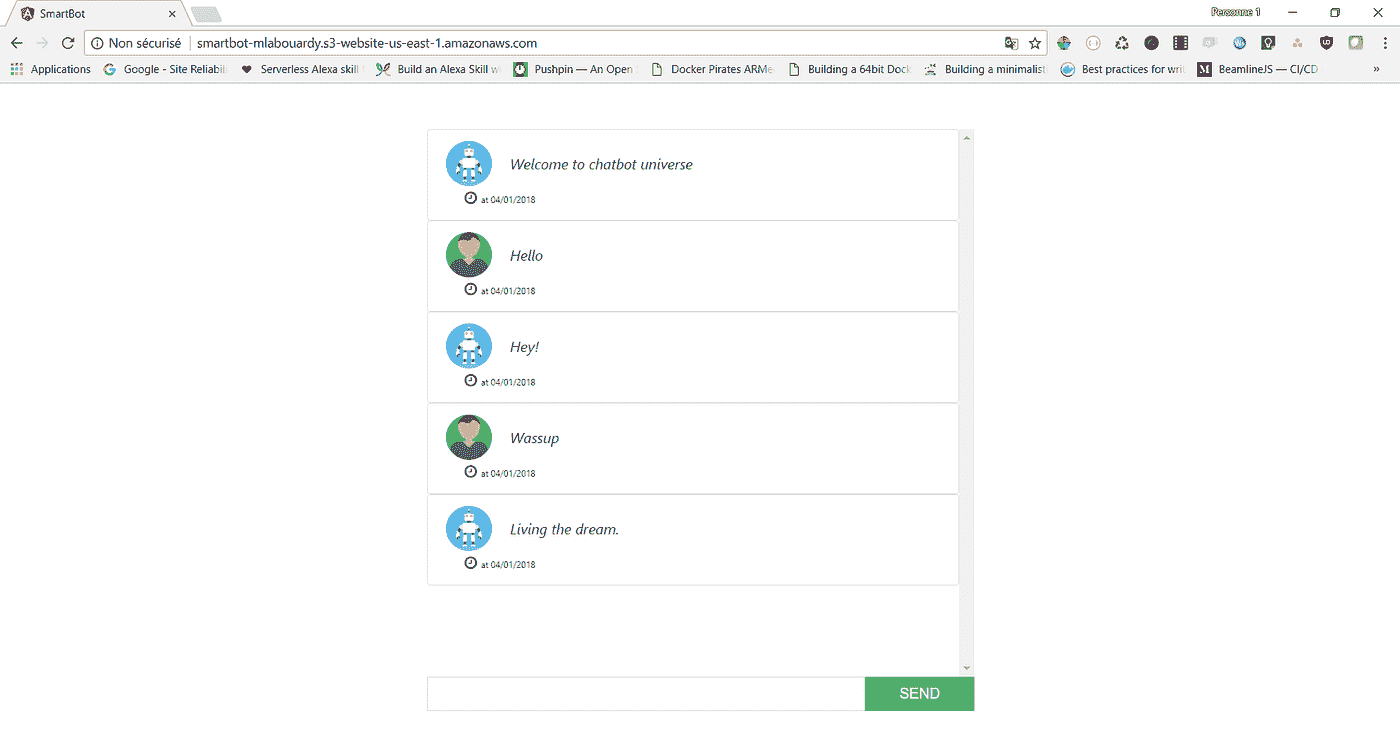 SmartBot
Personne 1
Non sécurisé smartbot-mlabouardy.s3-website-us-east-1.amazonaws.com
Applications Google - Site Reliabili Serverless Alexa skill Build an Alexa Skill w Pushpin — An Open Docker Pirates ARMe Building a 64bit Dock Building a minimalist Best practices for writ M BeamlineJS — CI/CD »
Welcome to chatbot universe
at 04/01/2018
Hello
at 04/01/2018
Hey!
at 04/01/2018
Wassup
at 04/01/2018
Living the dream.
at 04/01/2018
SEND